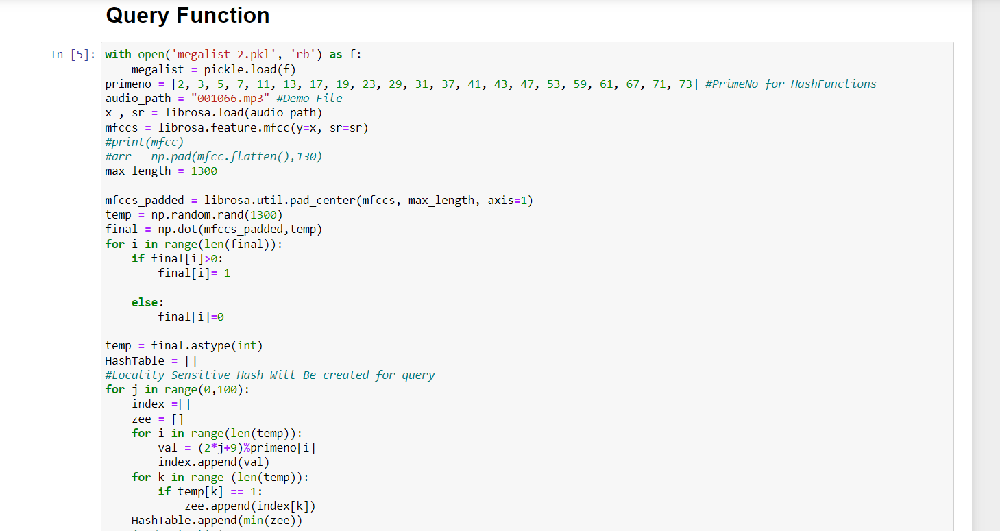 Query Function
In [5]: with open('megalist-2.pkl', 'rb') as f:
    megalist = pickle.load(f)
primeno = [2, 3, 5, 7, 11, 13, 17, 19, 23, 29, 31, 37, 41, 43, 47, 53, 59, 61, 67, 71, 73] #PrimeNo for HashFunctions
audio_path = "001066.mp3" #Demo File
x , sr = librosa.load(audio_path)
mfccs = librosa.feature.mfcc(y=x, sr=sr)
#print(mfcc)
#arr = np.pad(mfcc.flatten(),130)
max_length = 1300
mfccs_padded = librosa.util.pad_center(mfccs, max_length, axis=1)
temp = np.random.rand(1300)
final = np.dot(mfccs_padded,temp)
for i in range(len(final)):
    if final[i]>0:
        final[i]= 1
    else:
        final[i]=0
temp = final.astype(int)
HashTable = []
#Locality Sensitive Hash Will Be created for query
for j in range(0,100):
    index =[]
    zee = []
    for i in range(len(temp)):
        val = (2*j+9)%primeno[i]
        index.append(val)
    for k in range (len(temp)):
        if temp[k] == 1:
            zee.append(index[k])
    HashTable.append(min(zee))